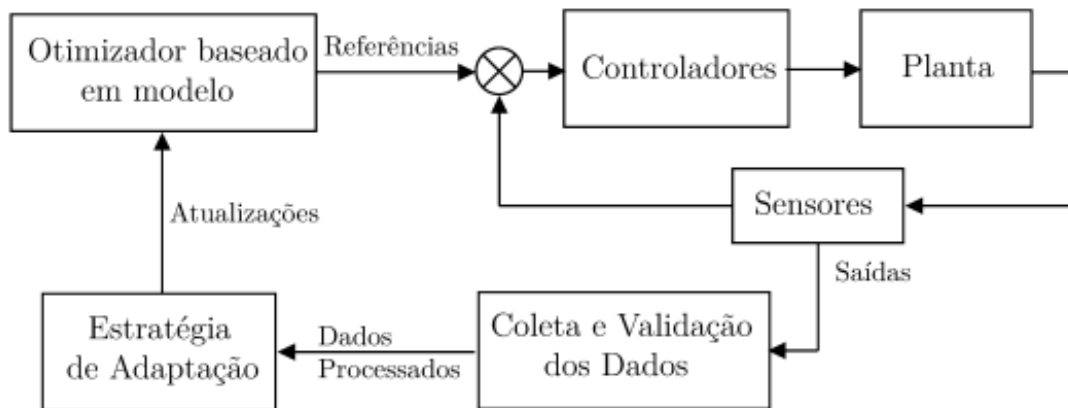 Otimizador baseado
em modelo
Referências
Controladores
Planta
Sensores
Atualizações
Saídas
Estratégia
de Adaptação
Dados
Processados
Coleta e Validação
dos Dados